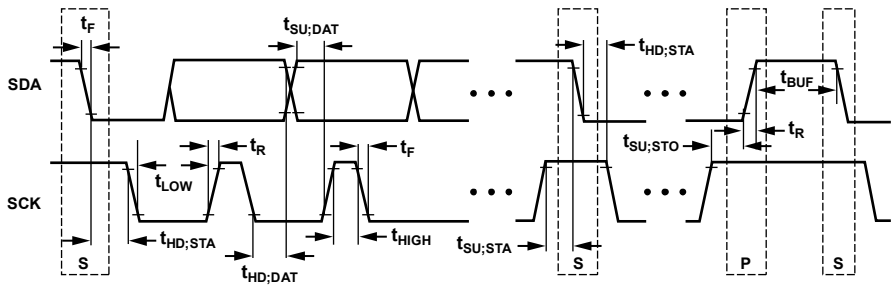 tF
tSU;DAT
tHD;STA
SDA
tBUF
tLOW
tR
tF
tSU;STO
tR
SCK
tHD;STA
tHD;DAT
tHIGH
tSU;STA
S
S
P
S